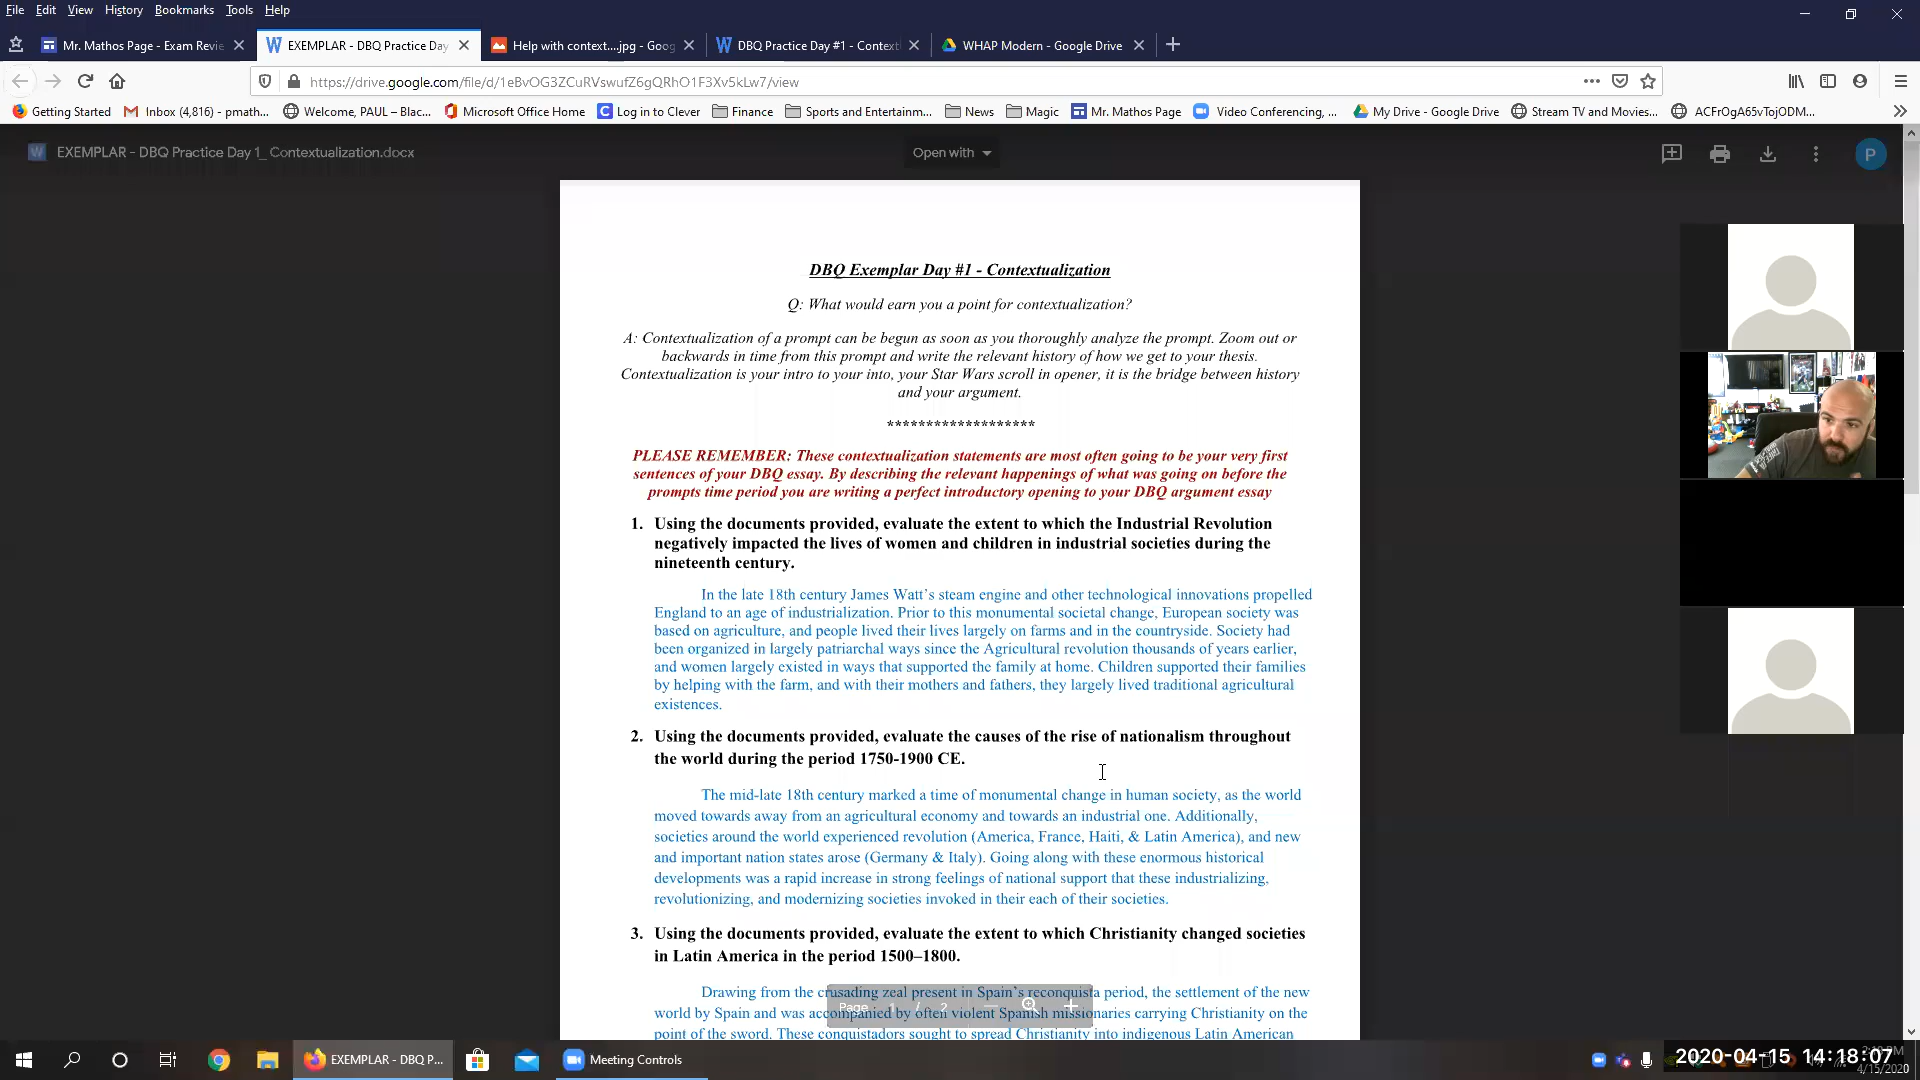 File Edit View History Bookmarks Tools Help
Mr. Mathos Page - Exam Revie
EXEMPLAR - DBQ Practice Day
Help with context....jpg - Goog
DBQ Practice Day #1 - Context
WHAP Modern - Google Drive
https://drive.google.com/file/d/1eBvOG3ZCuRVswufZ6gQRhO1F3Xv5kLw7/view
Getting Started Inbox (4,816) - pmath... Welcome, PAUL – Blac... Microsoft Office Home Log in to Clever Finance Sports and Entertainm... News Magic Mr. Mathos Page Video Conferencing, ... My Drive - Google Drive Stream TV and Movies... ACFrOgA65vTojODM...
EXEMPLAR - DBQ Practice Day 1_ Contextualization.docx
Open with
P
DBQ Exemplar Day #1 - Contextualization
Q: What would earn you a point for contextualization?
A: Contextualization of a prompt can be begun as soon as you thoroughly analyze the prompt. Zoom out or
backwards in time from this prompt and write the relevant history of how we get to your thesis.
Contextualization is your intro to your into, your Star Wars scroll in opener, it is the bridge between history
and your argument.
*******************
PLEASE REMEMBER: These contextualization statements are most often going to be your very first
sentences of your DBQ essay. By describing the relevant happenings of what was going on before the
prompts time period you are writing a perfect introductory opening to your DBQ argument essay
1. Using the documents provided, evaluate the extent to which the Industrial Revolution
negatively impacted the lives of women and children in industrial societies during the
nineteenth century.
In the late 18th century James Watt's steam engine and other technological innovations propelled
England to an age of industrialization. Prior to this monumental societal change, European society was
based on agriculture, and people lived their lives largely on farms and in the countryside. Society had
been organized in largely patriarchal ways since the Agricultural revolution thousands of years earlier,
and women largely existed in ways that supported the family at home. Children supported their families
by helping with the farm, and with their mothers and fathers, they largely lived traditional agricultural
existences.
2. Using the documents provided, evaluate the causes of the rise of nationalism throughout
the world during the period 1750-1900 CE.
The mid-late 18th century marked a time of monumental change in human society, as the world
moved towards away from an agricultural economy and towards an industrial one. Additionally,
societies around the world experienced revolution (America, France, Haiti, & Latin America), and new
and important nation states arose (Germany & Italy). Going along with these enormous historical
developments was a rapid increase in strong feelings of national support that these industrializing,
revolutionizing, and modernizing societies invoked in their each of their societies.
3. Using the documents provided, evaluate the extent to which Christianity changed societies
in Latin America in the period 1500–1800.
Drawing from the crusading zeal present in Spain's reconquista period, the settlement of the new
world by Spain and was accompanied by often violent Spanish missionaries carrying Christianity on the
point of the sword. These conquistadors sought to spread Christianity into indigenous Latin American
Page 1 / 2
EXEMPLAR - DBQ P...
Meeting Controls
2020-04-15 14:18:07
4/15/2020